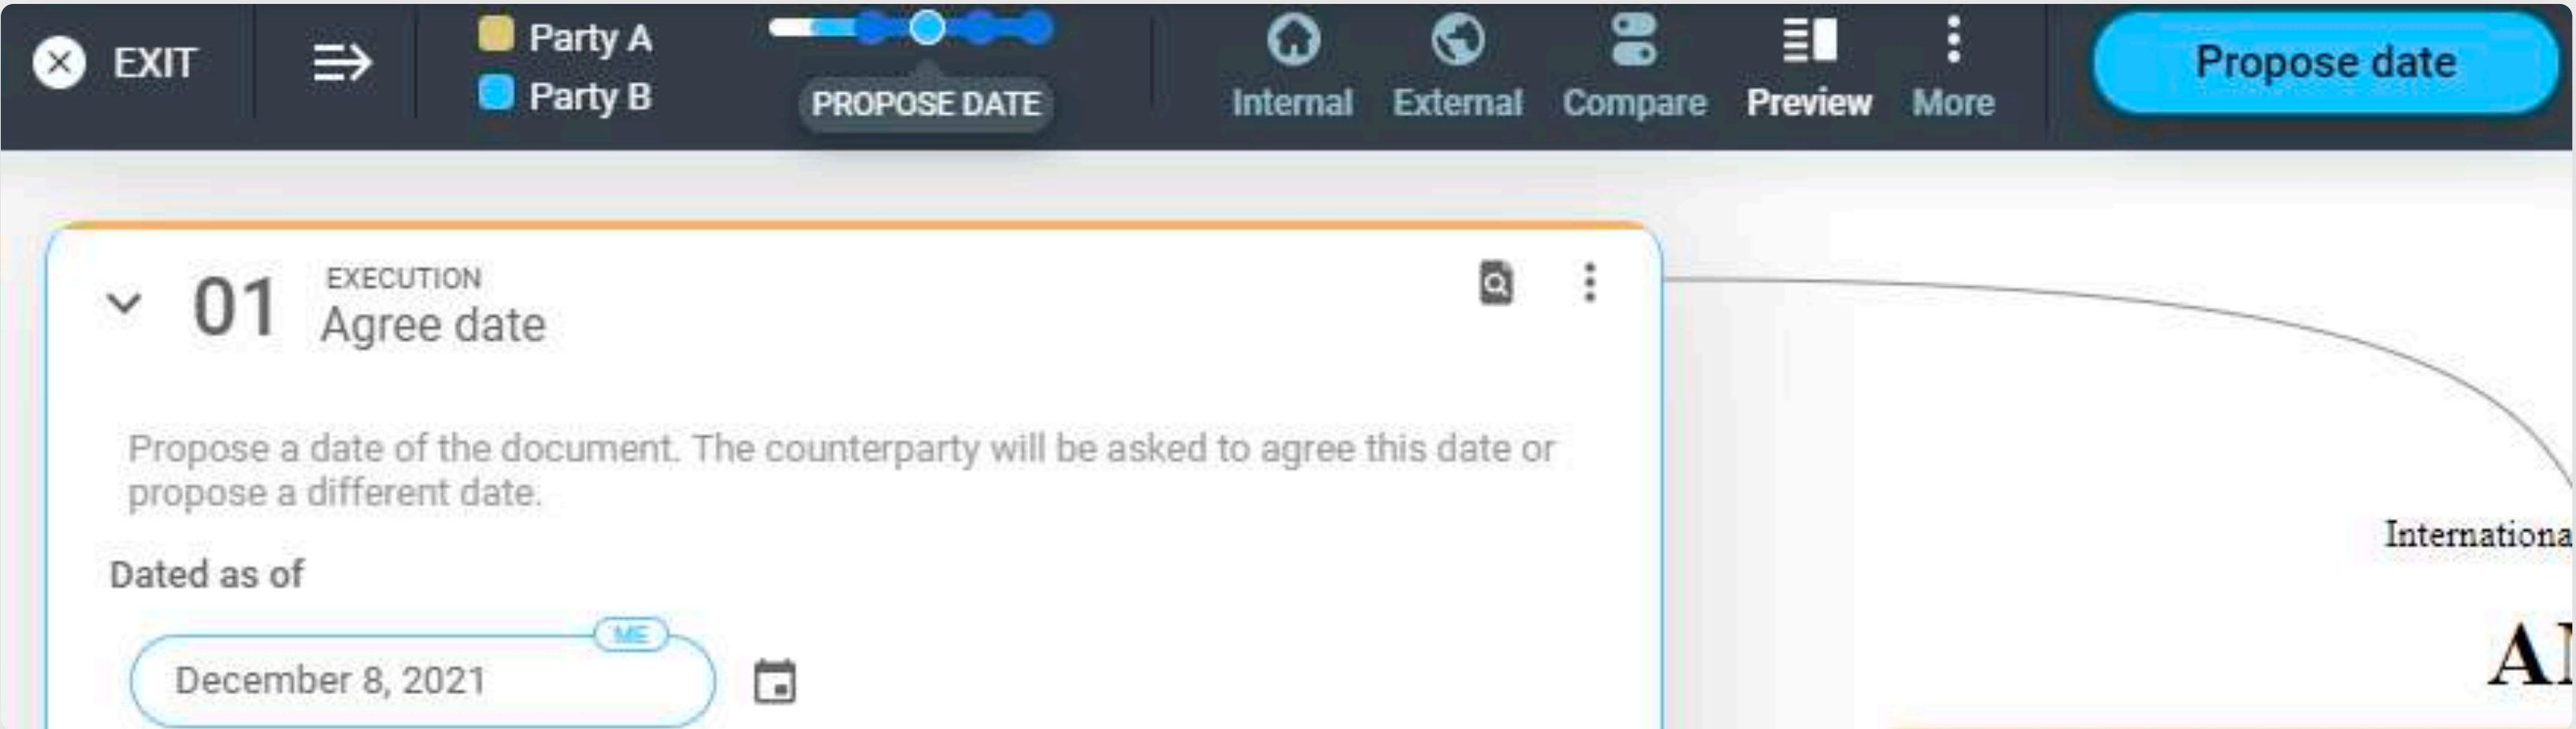 EXIT
Party A
Party B
PROPOSE DATE
Internal
External
Compare
Preview
More
Propose date
01
EXECUTION
Agree date
Propose a date of the document. The counterparty will be asked to agree this date or
propose a different date.
Dated as of
ME
December 8, 2021
Internationa